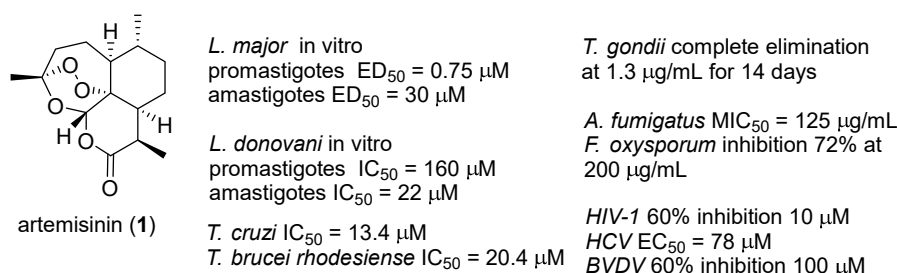 H
O
O
O
H
O
H
O
artemisinin (1)
L. major in vitro
promastigotes ED50 = 0.75 μM
amastigotes ED50 = 30 μM
L. donovani in vitro
promastigotes IC50 = 160 μM
amastigotes IC50 = 22 μM
T. cruzi IC50 = 13.4 μM
T. brucei rhodesiense IC50 = 20.4 μM
T. gondii complete elimination
at 1.3 μg/mL for 14 days
A. fumigatus MIC50 = 125 μg/mL
F. oxysporum inhibition 72% at
200 μg/mL
HIV-1 60% inhibition 10 μM
HCV EC50 = 78 μM
BVDV 60% inhibition 100 μM